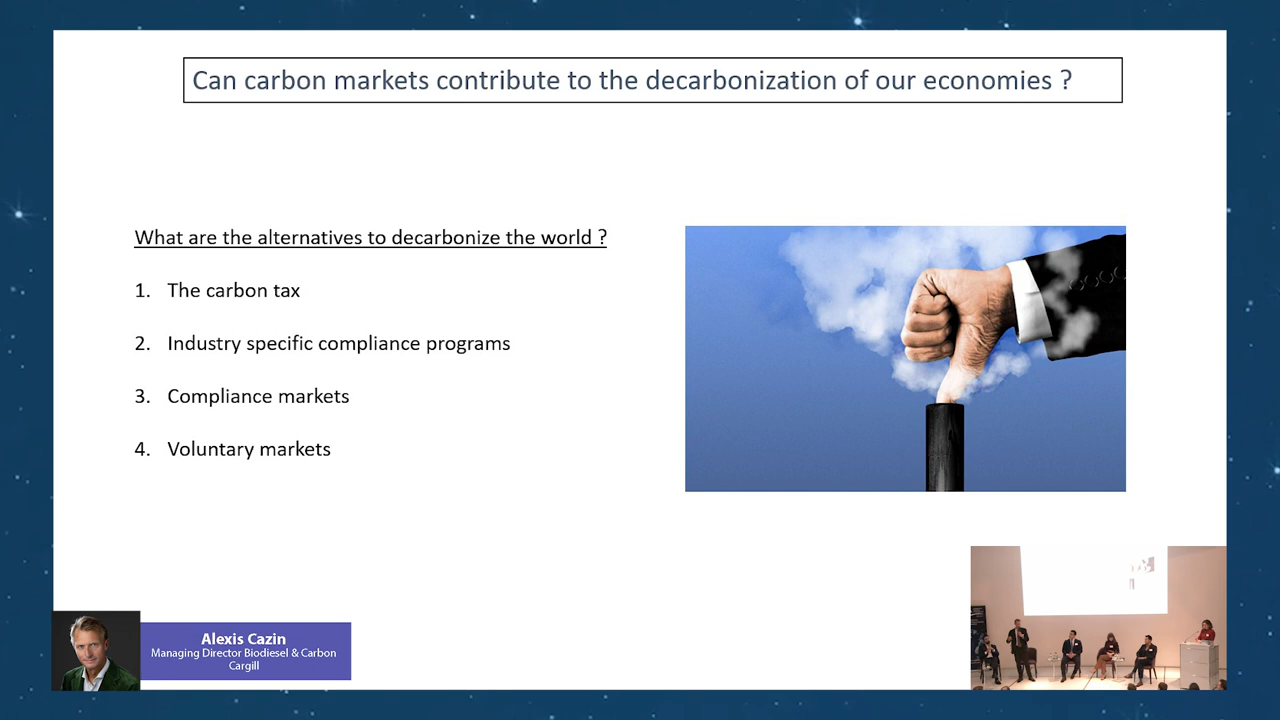 Can carbon markets contribute to the decarbonization of our economies ?
What are the alternatives to decarbonize the world ?
1. The carbon tax
2. Industry specific compliance programs
3. Compliance markets
4. Voluntary markets
Alexis Cazin
Managing Director Biodiesel & Carbon
Cargill